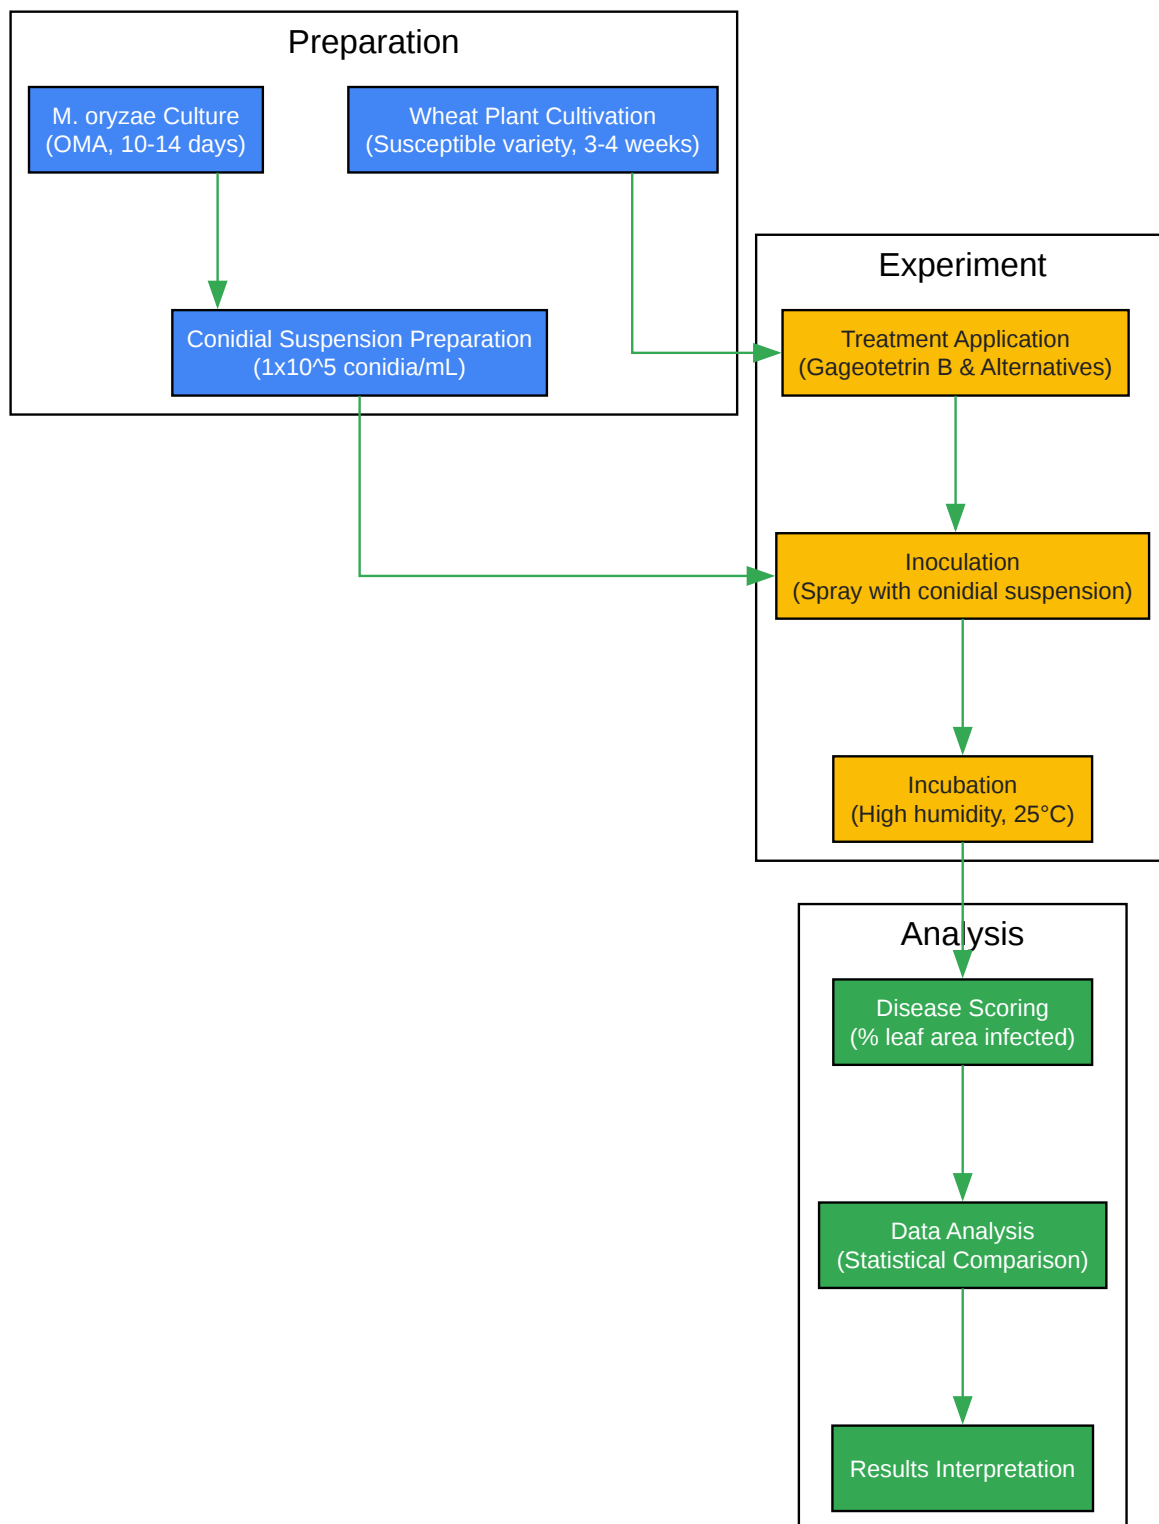 Preparation
M. oryzae Culture
(OMA, 10-14 days)
Wheat Plant Cultivation
(Susceptible variety, 3-4 weeks)
Conidial Suspension Preparation
(1x10^5 conidia/mL)
Experiment
Treatment Application
(Gageotetrin B & Alternatives)
Inoculation
(Spray with conidial suspension)
Incubation
(High humidity, 25°C)
Analysis
Disease Scoring
(% leaf area infected)
Data Analysis
(Statistical Comparison)
Results Interpretation